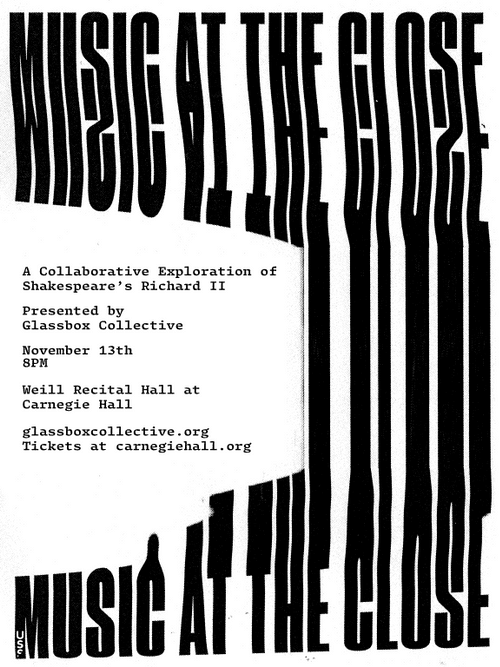 MUSIC AT THE CLOSE
A Collaborative Exploration of
Shakespeare's Richard II
Presented by
Glassbox Collective
November 13th
8PM
Weill Recital Hall at
Carnegie Hall
glassboxcollective.org
Tickets at carnegiehall.org
MUSIC AT THE CLOSE